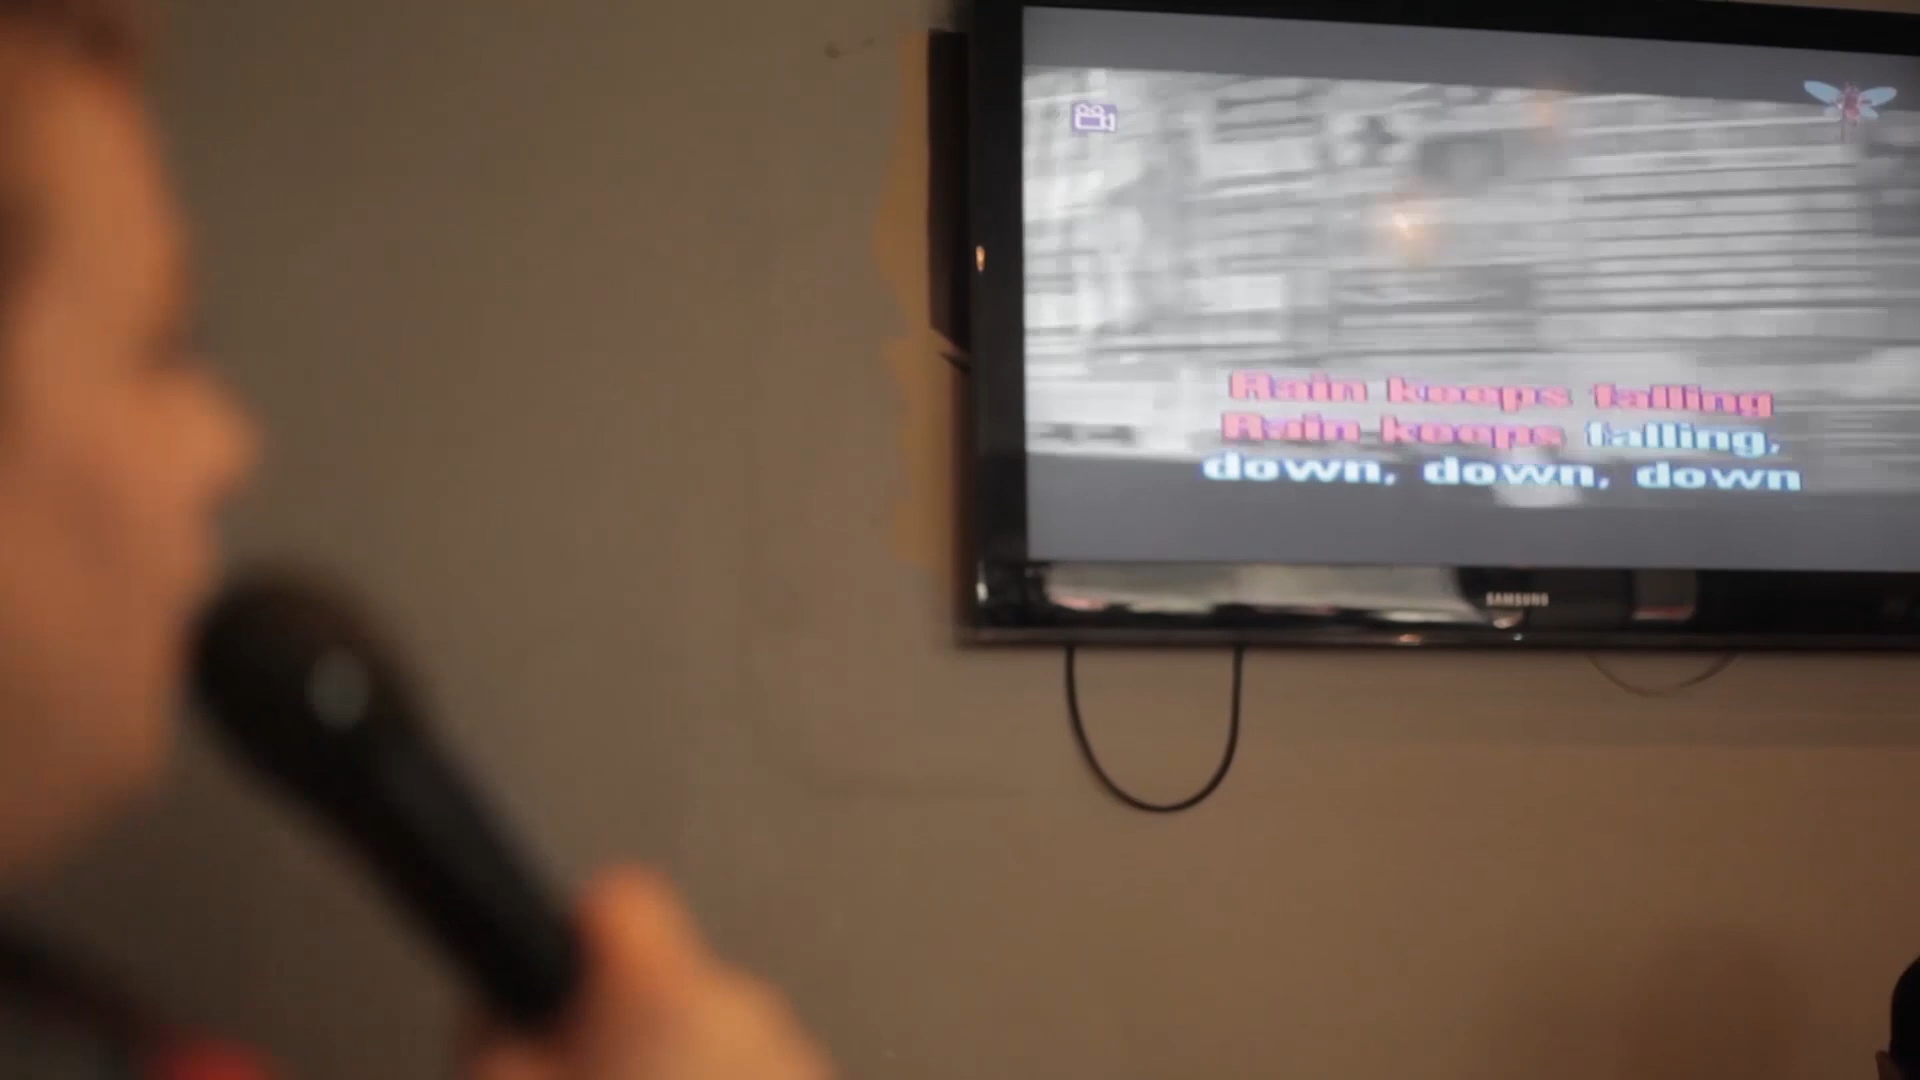 Rain keeps falling
Rain keeps falling,
down, down, down
SAMSUNG